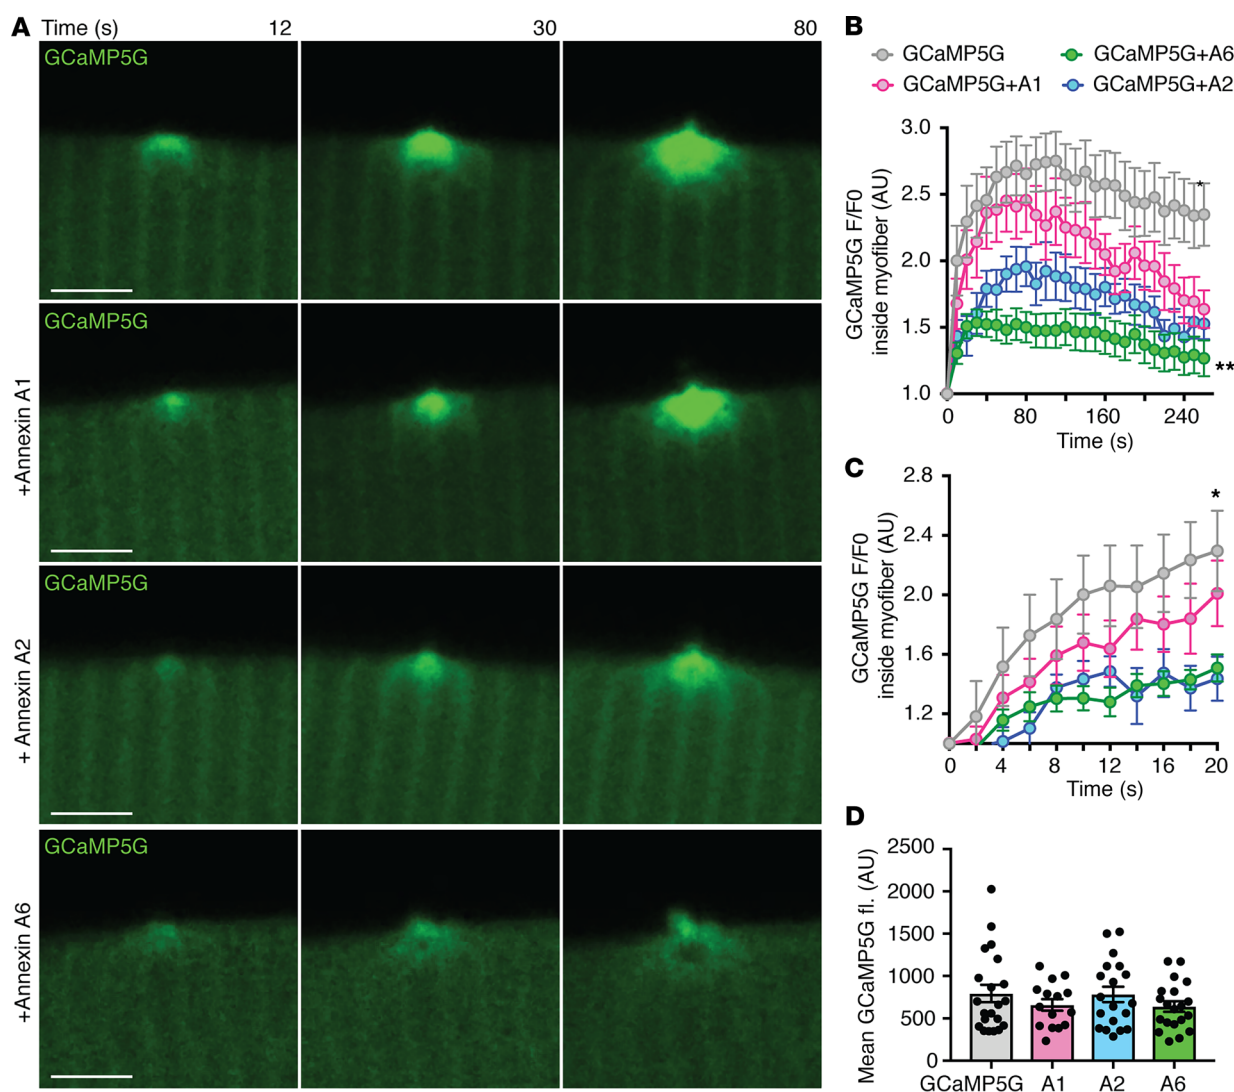 A
Time (s) 12 30 80
GCaMP5G
GCaMP5G
+Annexin A1
GCaMP5G
+ Annexin A2
GCaMP5G
+Annexin A6
B
GCaMP5G GCaMP5G+A6
GCaMP5G+A1 GCaMP5G+A2
GCaMP5G F/F0
inside myofiber (AU)
3.0
2.5
2.0
1.5
1.0
*
**
0 80 160 240
Time (s)
C
GCaMP5G F/F0
inside myofiber (AU)
2.8
2.4
2.0
1.6
1.2
*
0 4 8 12 16 20
Time (s)
D
Mean GCaMP5G fl. (AU)
2500
2000
1500
1000
500
0
GCaMP5G A1 A2 A6